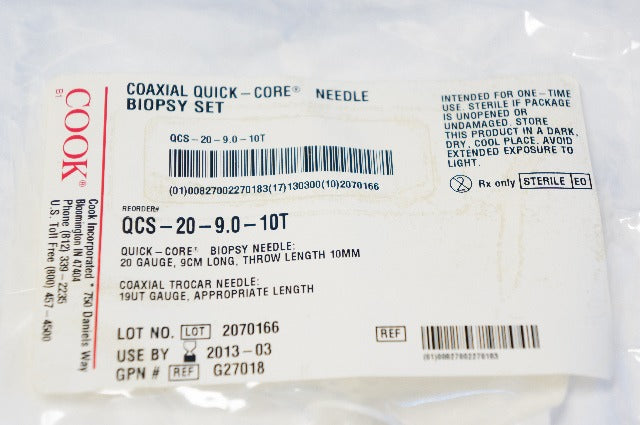 COAXIAL QUICK-CORE® NEEDLE
BIOPSY SET
QCS-20-9.0-10T
(01)00827002270183(17)130300(10)2070166
REORDER#
QCS-20-9.0-10T
QUICK-CORE® BIOPSY NEEDLE:
20 GAUGE, 9CM LONG, THROW LENGTH 10MM
COAXIAL TROCAR NEEDLE:
19UT GAUGE, APPROPRIATE LENGTH
LOT NO. LOT 2070166
USE BY 2013-03
GPN # REF G27018
INTENDED FOR ONE-TIME
USE. STERILE IF PACKAGE
IS UNOPENED OR
UNDAMAGED. STORE
THIS PRODUCT IN A DARK,
DRY, COOL PLACE. AVOID
EXTENDED EXPOSURE TO
LIGHT.
Rx only STERILE EO
REF
(01)00827002270183
B1
COOK®
Cook Incorporated * 750 Daniels Way
Bloomington IN 47404
Phone (812) 339-2235
U.S. Toll Free (800) 457-4500